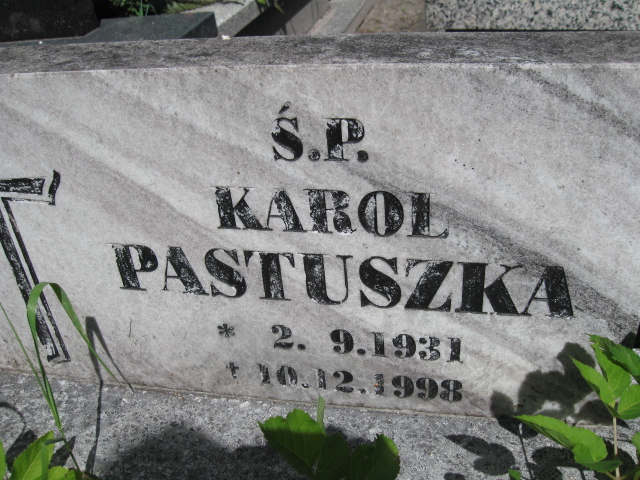 Ś.P.
KAROL
PASTUSZKA
* 2. 9.1931
† 10.12.1998